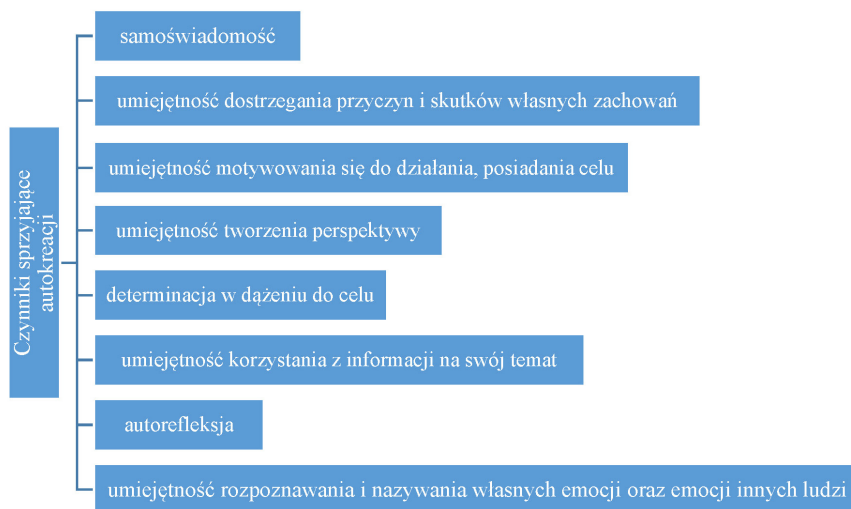 Czynniki sprzyjające
autokreacji
samoświadomość
umiejętność dostrzegania przyczyn i skutków własnych zachowań
umiejętność motywowania się do działania, posiadania celu
umiejętność tworzenia perspektywy
determinacja w dążeniu do celu
umiejętność korzystania z informacji na swój temat
autorefleksja
umiejętność rozpoznawania i nazywania własnych emocji oraz emocji innych ludzi